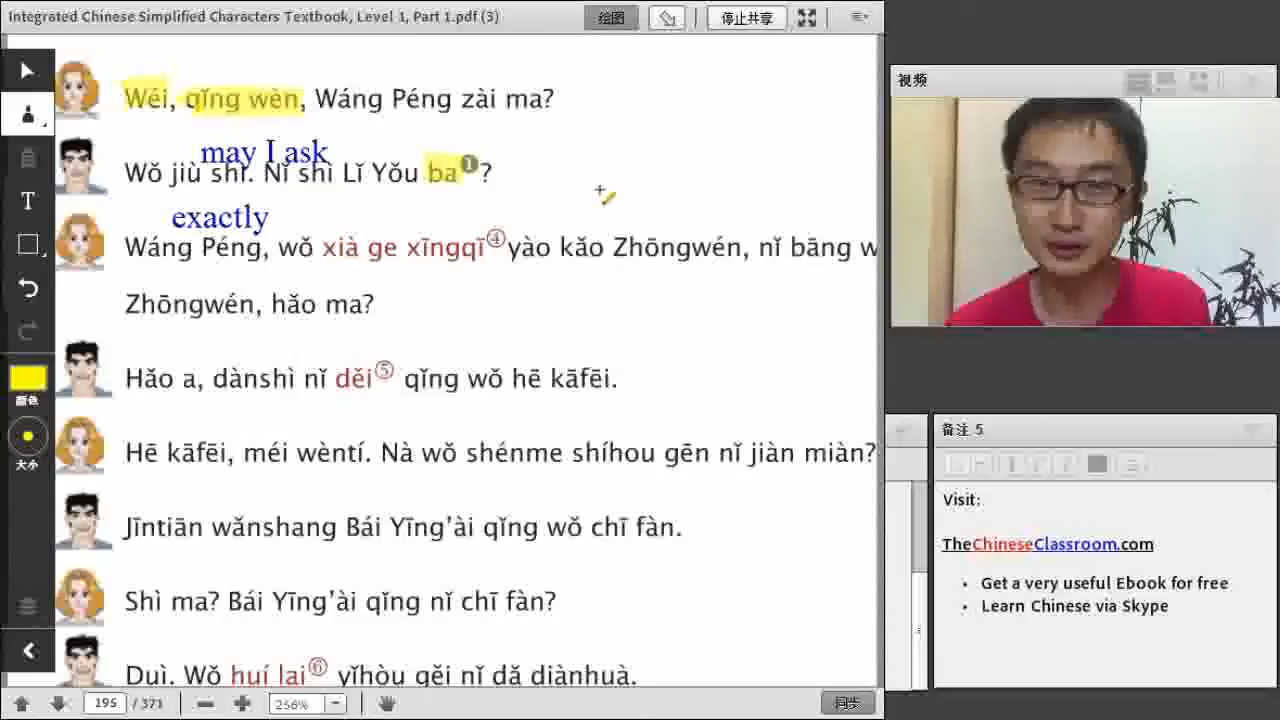 Integrated Chinese Simplified Characters Textbook, Level 1, Part 1.pdf (3)
绘图
停止共享
Wéi, qǐng wèn, Wáng Péng zài ma?
may I ask
Wǒ jiù shì. Nǐ shì Lǐ Yǒu ba❶?
exactly
Wáng Péng, wǒ xià ge xīngqī④yào kǎo Zhōngwén, nǐ bāng w
Zhōngwén, hǎo ma?
Hǎo a, dànshì nǐ děi⑤ qǐng wǒ hē kāfēi.
Hē kāfēi, méi wèntí. Nà wǒ shénme shíhou gēn nǐ jiàn miàn?
Jīntiān wǎnshang Bái Yīng’ài qǐng wǒ chī fàn.
Shì ma? Bái Yīng’ài qǐng nǐ chī fàn?
Duì. Wǒ huí lai⑥ yǐhòu gěi nǐ dǎ diànhuà.
T
颜色
大小
195 / 371
256%
同步
视频
备注 5
Visit:
TheChineseClassroom.com
• Get a very useful Ebook for free
• Learn Chinese via Skype